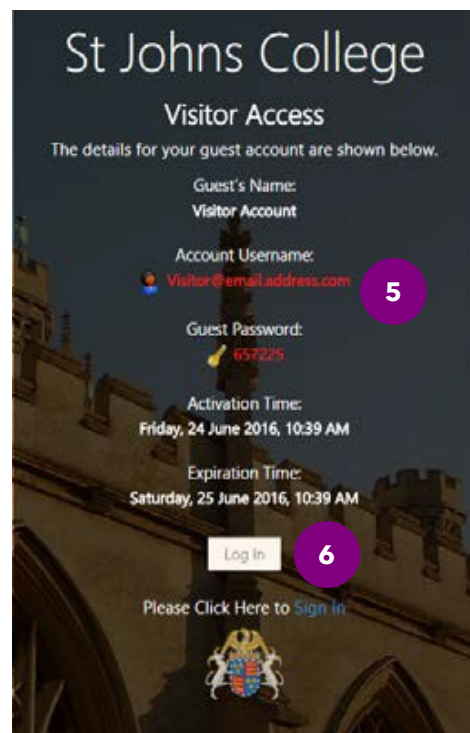 St Johns College
Visitor Access
The details for your guest account are shown below.
Guest's Name:
Visitor Account
Account Username:
Visitor@email.address.com
5
Guest Password:
657225
Activation Time:
Friday, 24 June 2016, 10:39 AM
Expiration Time:
Saturday, 25 June 2016, 10:39 AM
Log In
6
Please Click Here to Sign In